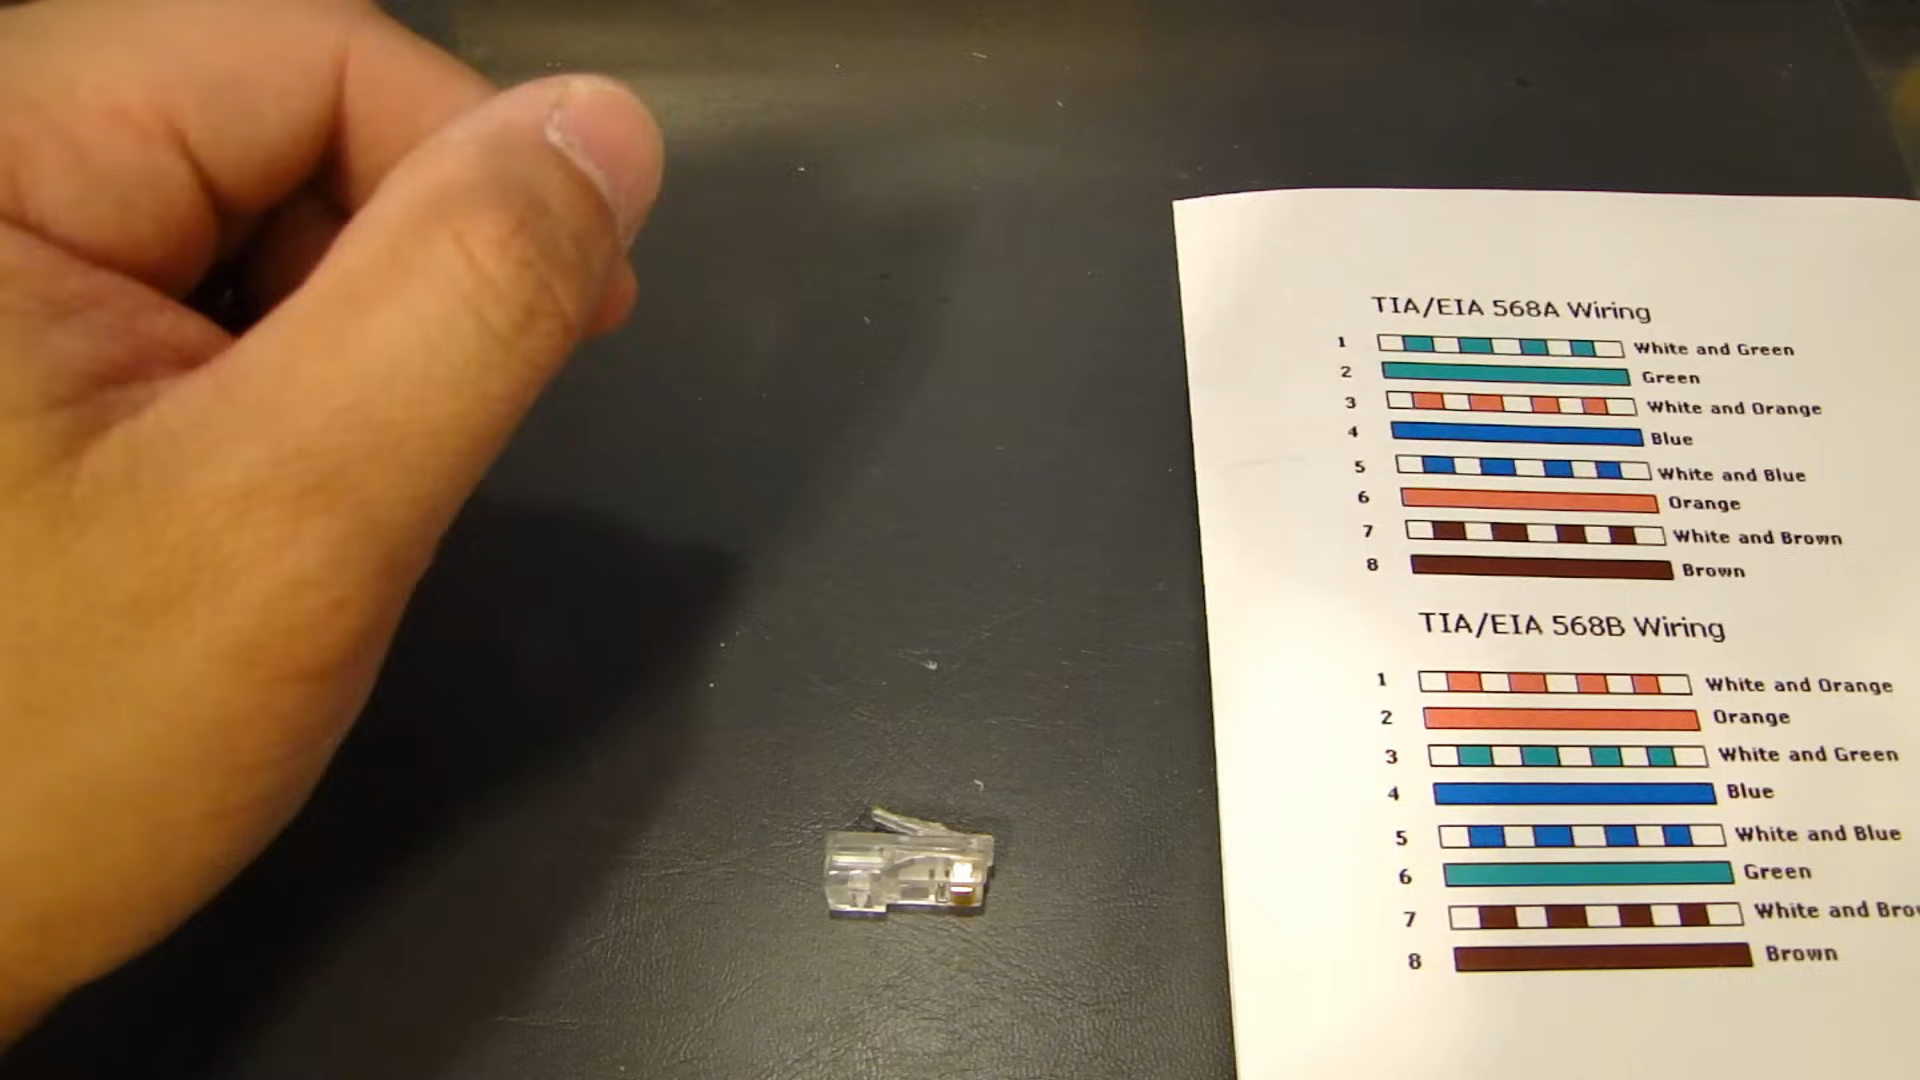 TIA/EIA 568A Wiring
1 White and Green
2 Green
3 White and Orange
4 Blue
5 White and Blue
6 Orange
7 White and Brown
8 Brown
TIA/EIA 568B Wiring
1 White and Orange
2 Orange
3 White and Green
4 Blue
5 White and Blue
6 Green
7 White and Bro
8 Brown